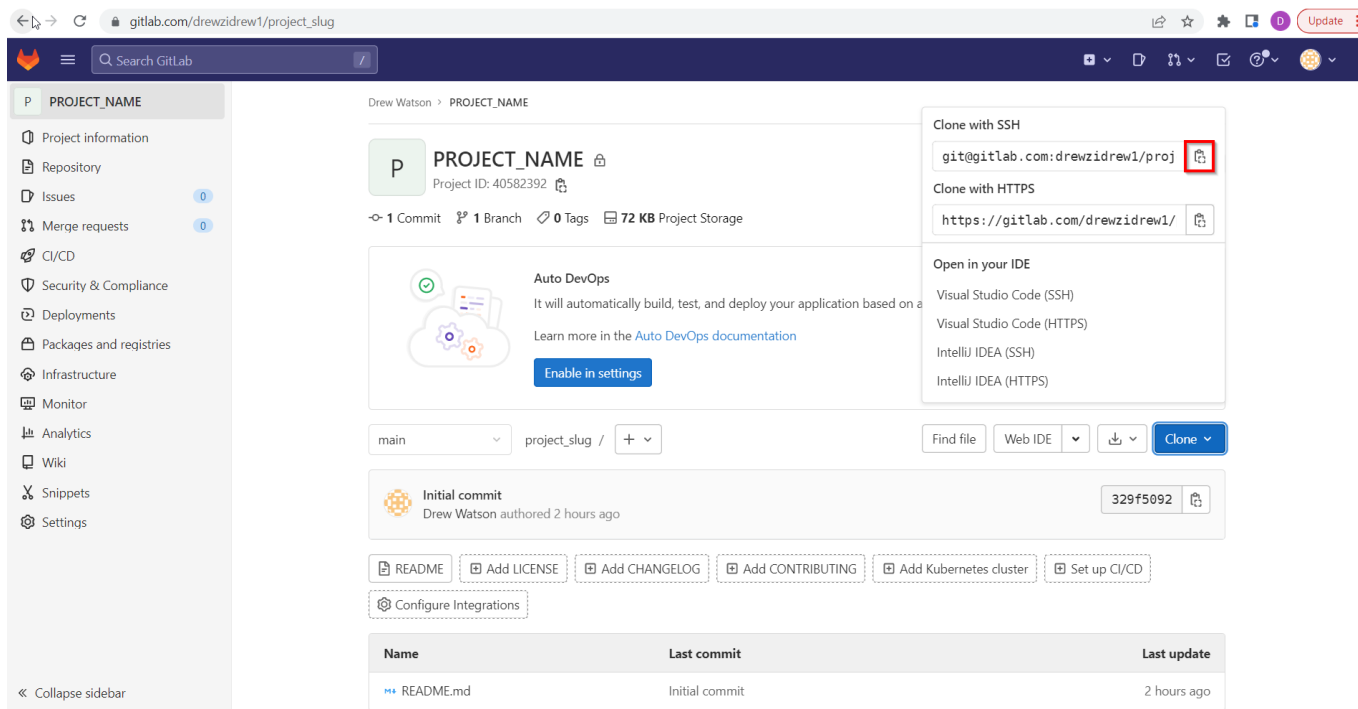 gitlab.com/drewzidrew1/project_slug
D
Update
Search GitLab
/
P PROJECT_NAME
Project information
Repository
Issues 0
Merge requests 0
CI/CD
Security & Compliance
Deployments
Packages and registries
Infrastructure
Monitor
Analytics
Wiki
Snippets
Settings
« Collapse sidebar
Drew Watson > PROJECT_NAME
P
PROJECT_NAME
Project ID: 40582392
1 Commit 1 Branch 0 Tags 72 KB Project Storage
Auto DevOps
It will automatically build, test, and deploy your application based on a
Learn more in the Auto DevOps documentation
Enable in settings
Clone with SSH
git@gitlab.com:drewzidrew1/proj
Clone with HTTPS
https://gitlab.com/drewzidrew1/
Open in your IDE
Visual Studio Code (SSH)
Visual Studio Code (HTTPS)
IntelliJ IDEA (SSH)
IntelliJ IDEA (HTTPS)
main project_slug / + Find file Web IDE Clone
Initial commit
Drew Watson authored 2 hours ago
329f5092
README Add LICENSE Add CHANGELOG Add CONTRIBUTING Add Kubernetes cluster Set up CI/CD
Configure Integrations
Name Last commit Last update
README.md Initial commit 2 hours ago